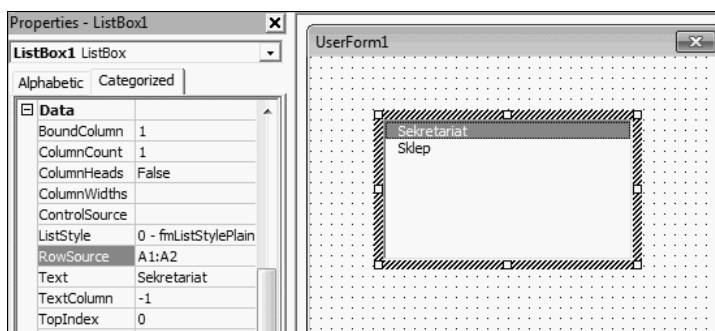 Properties - ListBox1
ListBox1 ListBox
Alphabetic Categorized
Data
BoundColumn 1
ColumnCount 1
ColumnHeads False
ColumnWidths
ControlSource
ListStyle 0 - fmListStylePlain
RowSource A1:A2
Text Sekretariat
TextColumn -1
TopIndex 0
UserForm1
Sekretariat
Sklep